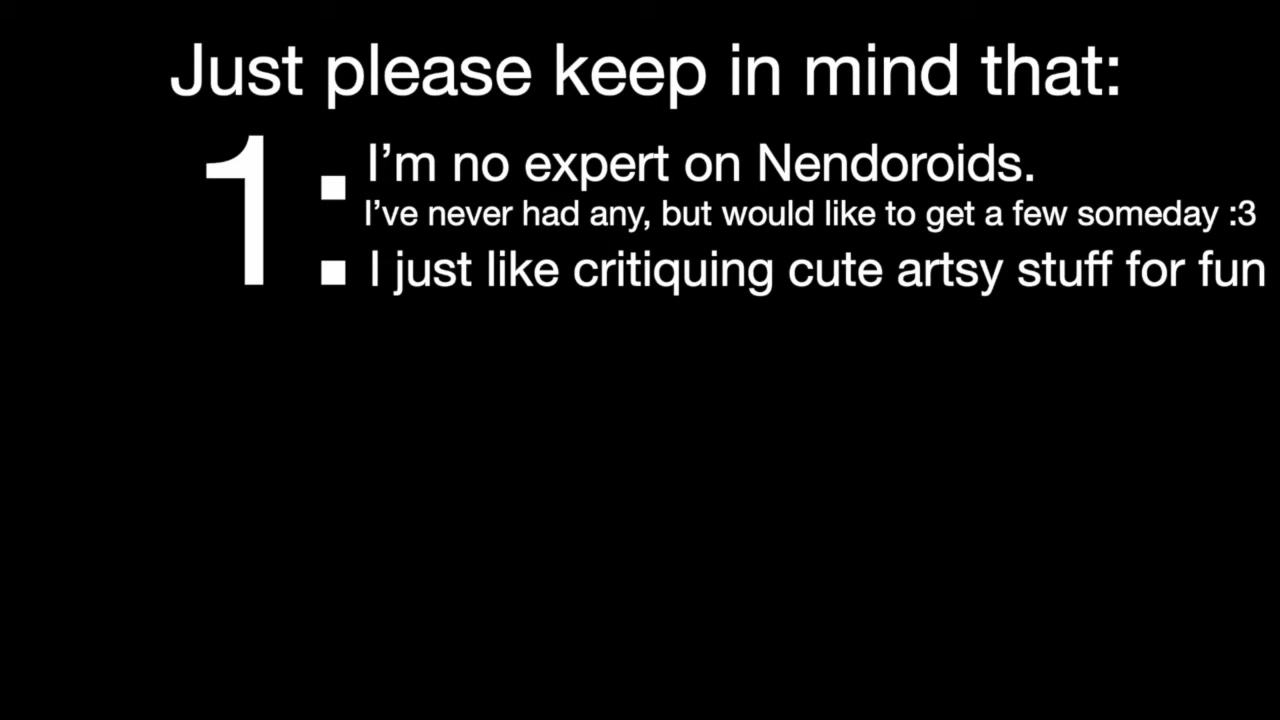 Just please keep in mind that:
1: I’m no expert on Nendoroids.
I’ve never had any, but would like to get a few someday :3
I just like critiquing cute artsy stuff for fun